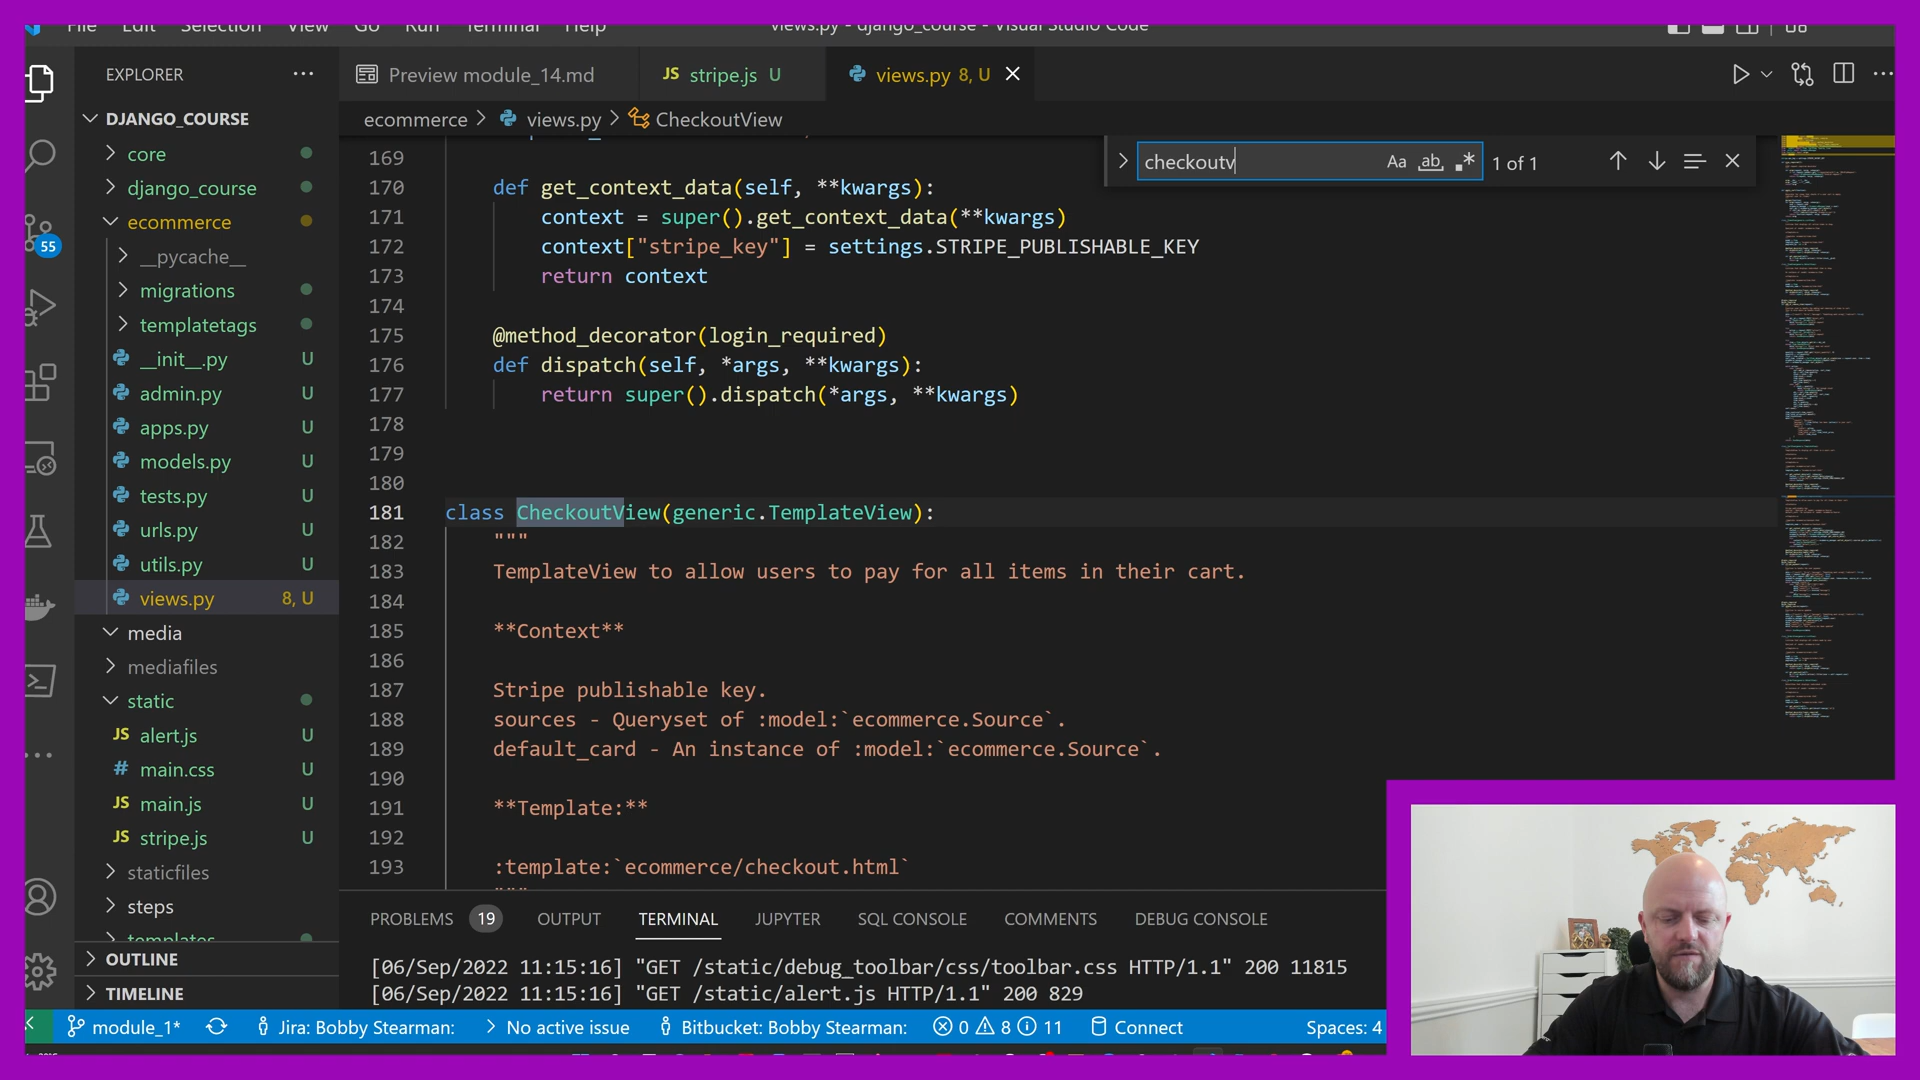 File Edit Selection View Go Run Terminal Help views.py - django_course - Visual Studio Code
EXPLORER ...
Preview module_14.md
JS stripe.js U
views.py 8, U
DJANGO_COURSE
ecommerce > views.py > CheckoutView
core
django_course
ecommerce
__pycache__
migrations
templatetags
__init__.py U
admin.py U
apps.py U
models.py U
tests.py U
urls.py U
utils.py U
views.py 8, U
media
mediafiles
static
JS alert.js U
# main.css U
JS main.js U
JS stripe.js U
staticfiles
steps
templates
OUTLINE
TIMELINE
55
checkoutv Aa ab .* 1 of 1
169
170 def get_context_data(self, **kwargs):
171 context = super().get_context_data(**kwargs)
172 context["stripe_key"] = settings.STRIPE_PUBLISHABLE_KEY
173 return context
174
175 @method_decorator(login_required)
176 def dispatch(self, *args, **kwargs):
177 return super().dispatch(*args, **kwargs)
178
179
180
181 class CheckoutView(generic.TemplateView):
182 """
183 TemplateView to allow users to pay for all items in their cart.
184
185 **Context**
186
187 Stripe publishable key.
188 sources - Queryset of :model:`ecommerce.Source`.
189 default_card - An instance of :model:`ecommerce.Source`.
190
191 **Template:**
192
193 :template:`ecommerce/checkout.html`
"""
PROBLEMS 19 OUTPUT TERMINAL JUPYTER SQL CONSOLE COMMENTS DEBUG CONSOLE
[06/Sep/2022 11:15:16] "GET /static/debug_toolbar/css/toolbar.css HTTP/1.1" 200 11815
[06/Sep/2022 11:15:16] "GET /static/alert.js HTTP/1.1" 200 829
module_1* Jira: Bobby Stearman: No active issue Bitbucket: Bobby Stearman: 0 8 11 Connect Spaces: 4